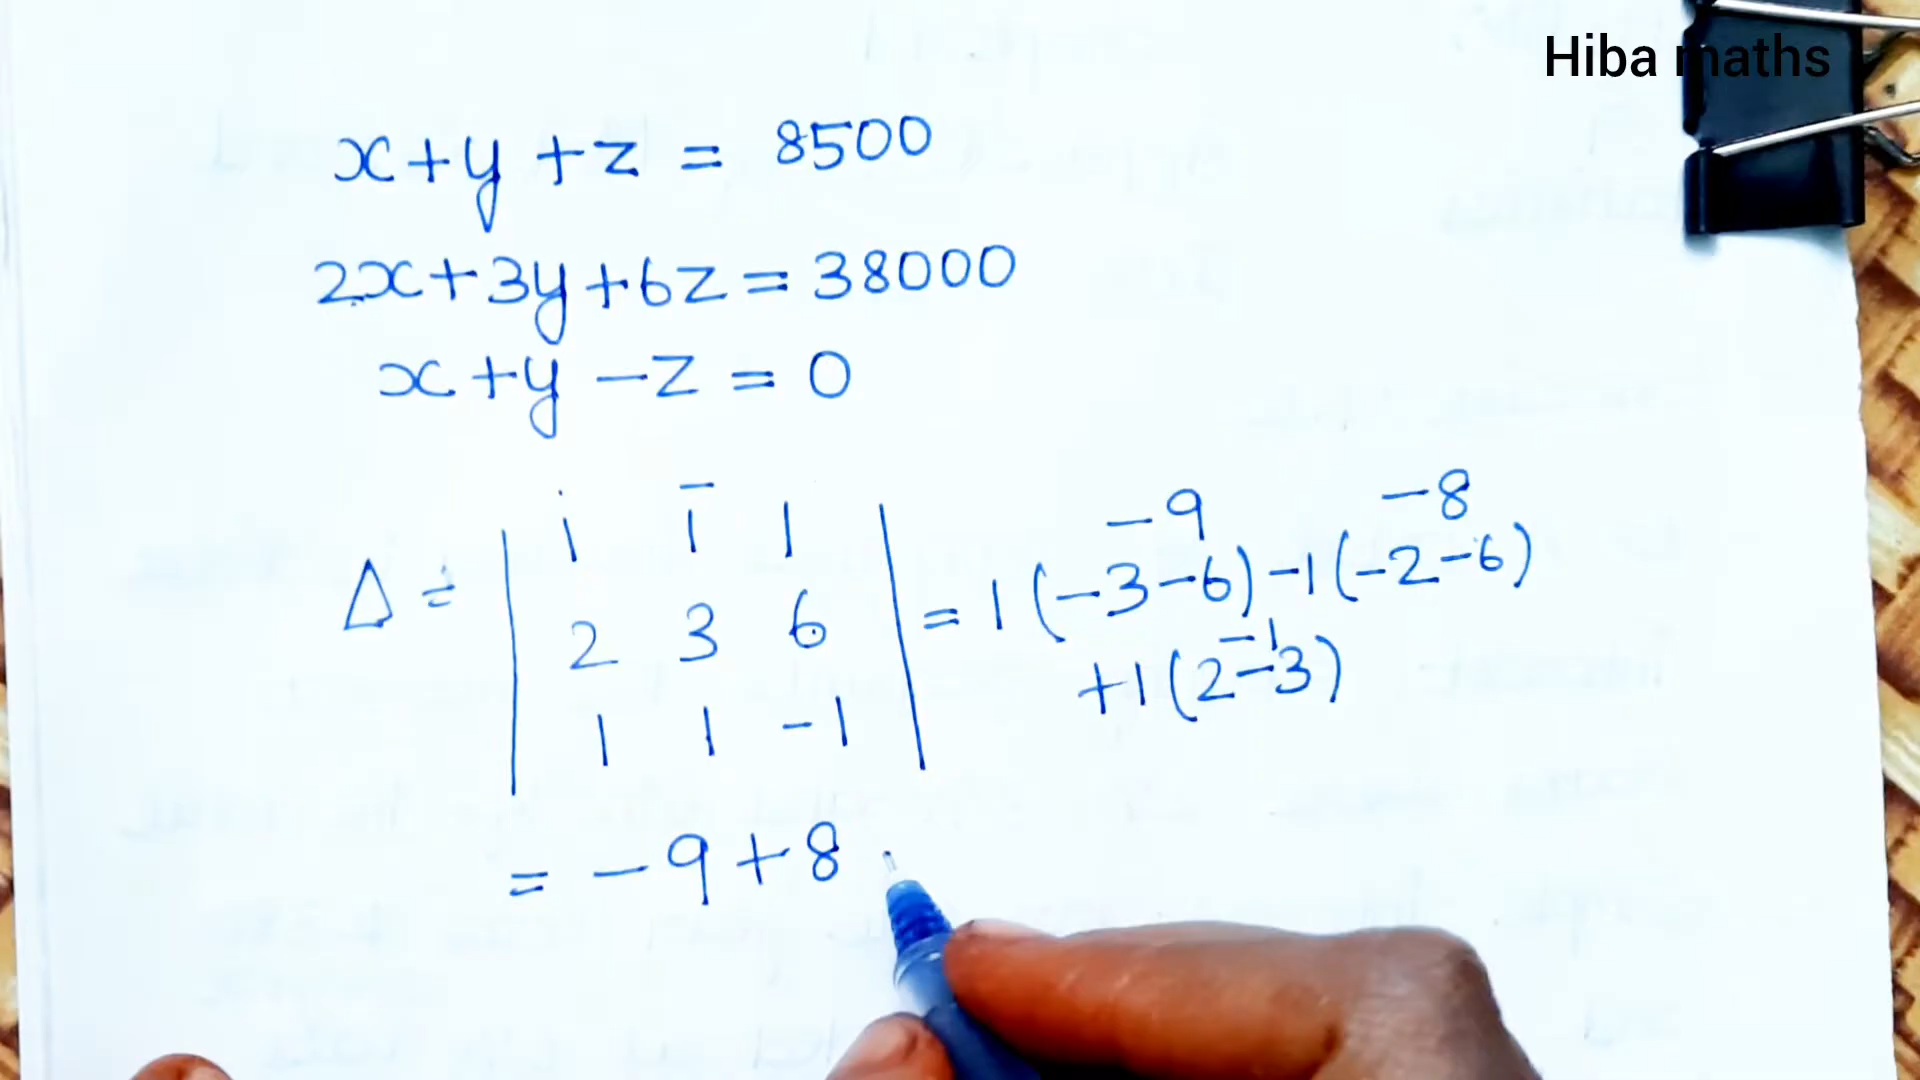 Hiba maths
x+y+z = 8500
2x+3y+6z=38000
x+y-z = 0
-9 -8
Δ = | 1 1 1 | = 1(-3-6)-1(-2-6)
| 2 3 6 | -1
+1(2-3)
| 1 1 -1 |
= -9+8